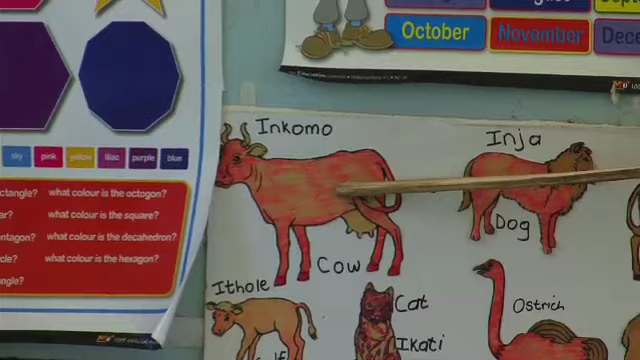 October
November
sky pink yellow lilac purple blue
what colour is the octogon?
what colour is the square?
what colour is the decahedron?
what colour is the hexagon?
Inkomo
Inja
Dog
Cow
Ithole
Cat
Ikati
Ostrich